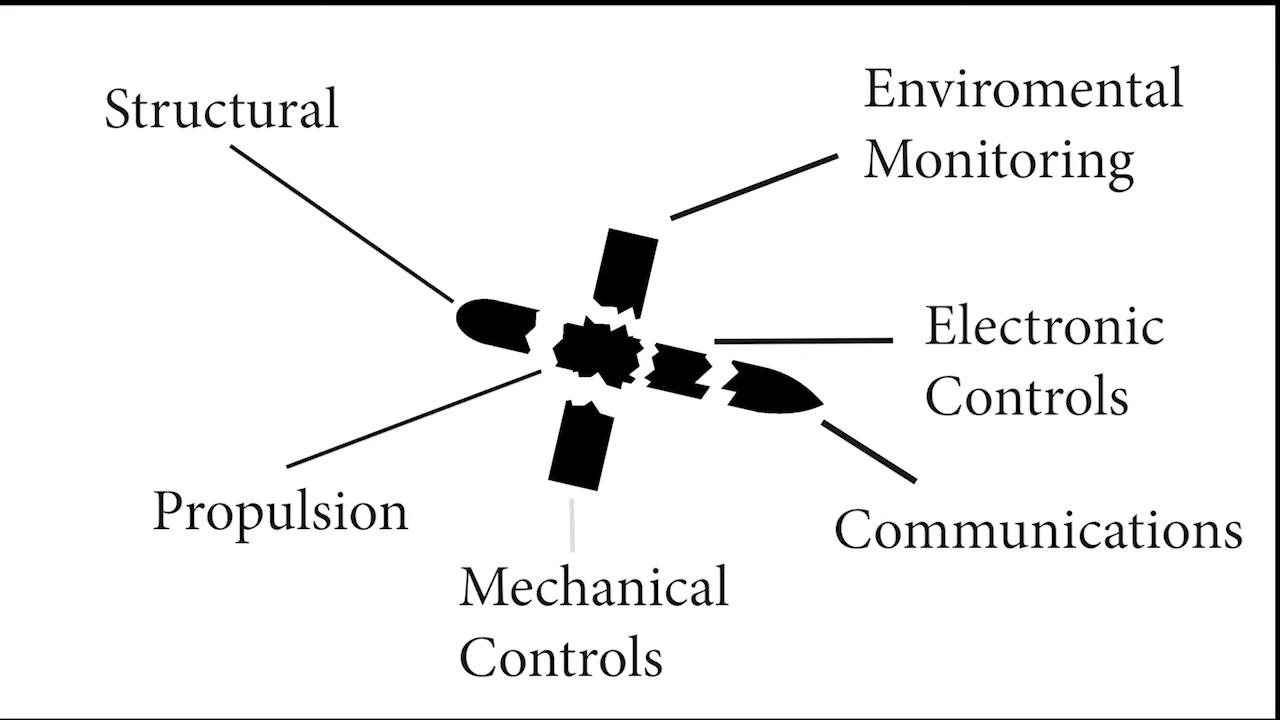 Structural
Enviromental
Monitoring
Electronic
Controls
Propulsion
Communications
Mechanical
Controls